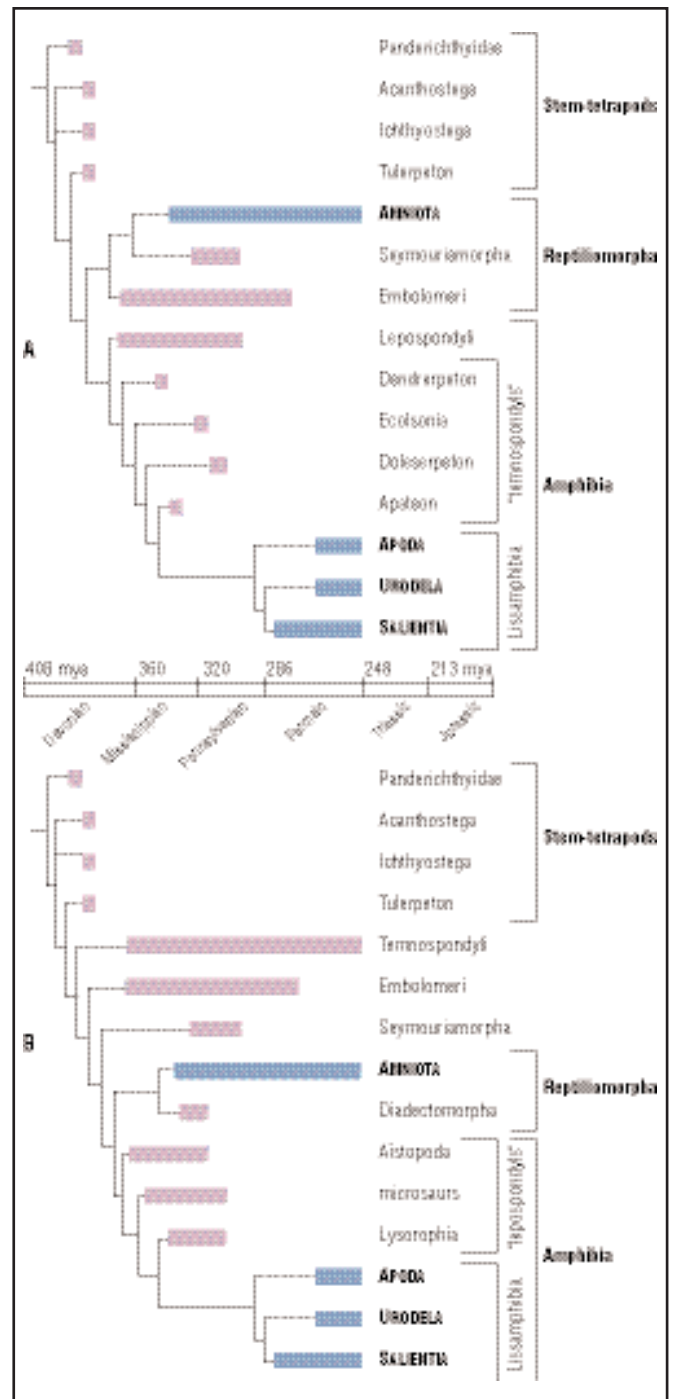 Panderichthyidae
Acanthostega
Ichthyostega
Tulerpeton
Stem-tetrapods
AMNIOTA
Seymouriamorpha
Embolomeri
Reptiliomorpha
A
Lepospondyli
Dendrerpeton
Ecolsonia
Doleserpeton
Apateon
"Temnospondyls"
APODA
URODELA
SALIENTIA
Lissamphibia
Amphibia
408 mya 360 320 286 248 213 mya
Devonian Mississippian Pennsylvanian Permian Triassic Jurassic
Panderichthyidae
Acanthostega
Ichthyostega
Tulerpeton
Stem-tetrapods
Temnospondyli
Embolomeri
Seymouriamorpha
B
AMNIOTA
Diadectomorpha
Reptiliomorpha
Aistopoda
microsaurs
Lysorophia
"lepospondyls"
APODA
URODELA
SALIENTIA
Lissamphibia
Amphibia